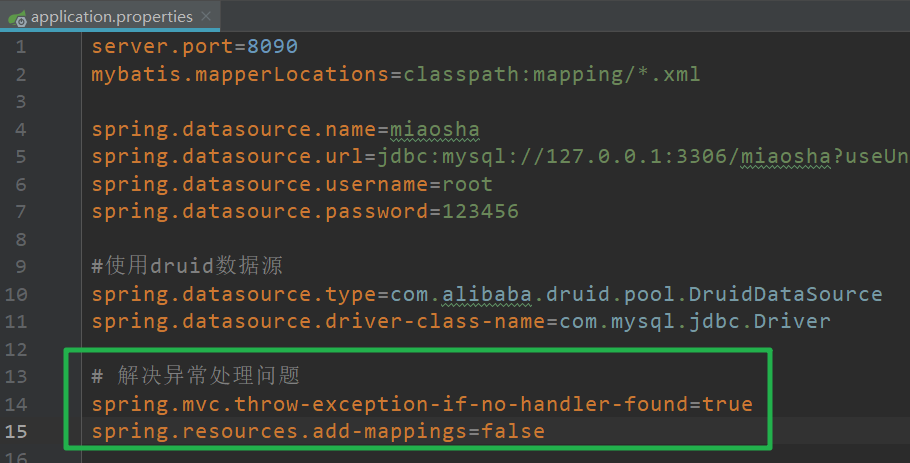 application.properties
1 server.port=8090
2 mybatis.mapperLocations=classpath:mapping/*.xml
3
4 spring.datasource.name=miaosha
5 spring.datasource.url=jdbc:mysql://127.0.0.1:3306/miaosha?useUn
6 spring.datasource.username=root
7 spring.datasource.password=123456
8
9 #使用druid数据源
10 spring.datasource.type=com.alibaba.druid.pool.DruidDataSource
11 spring.datasource.driver-class-name=com.mysql.jdbc.Driver
12
13 # 解决异常处理问题
14 spring.mvc.throw-exception-if-no-handler-found=true
15 spring.resources.add-mappings=false
16